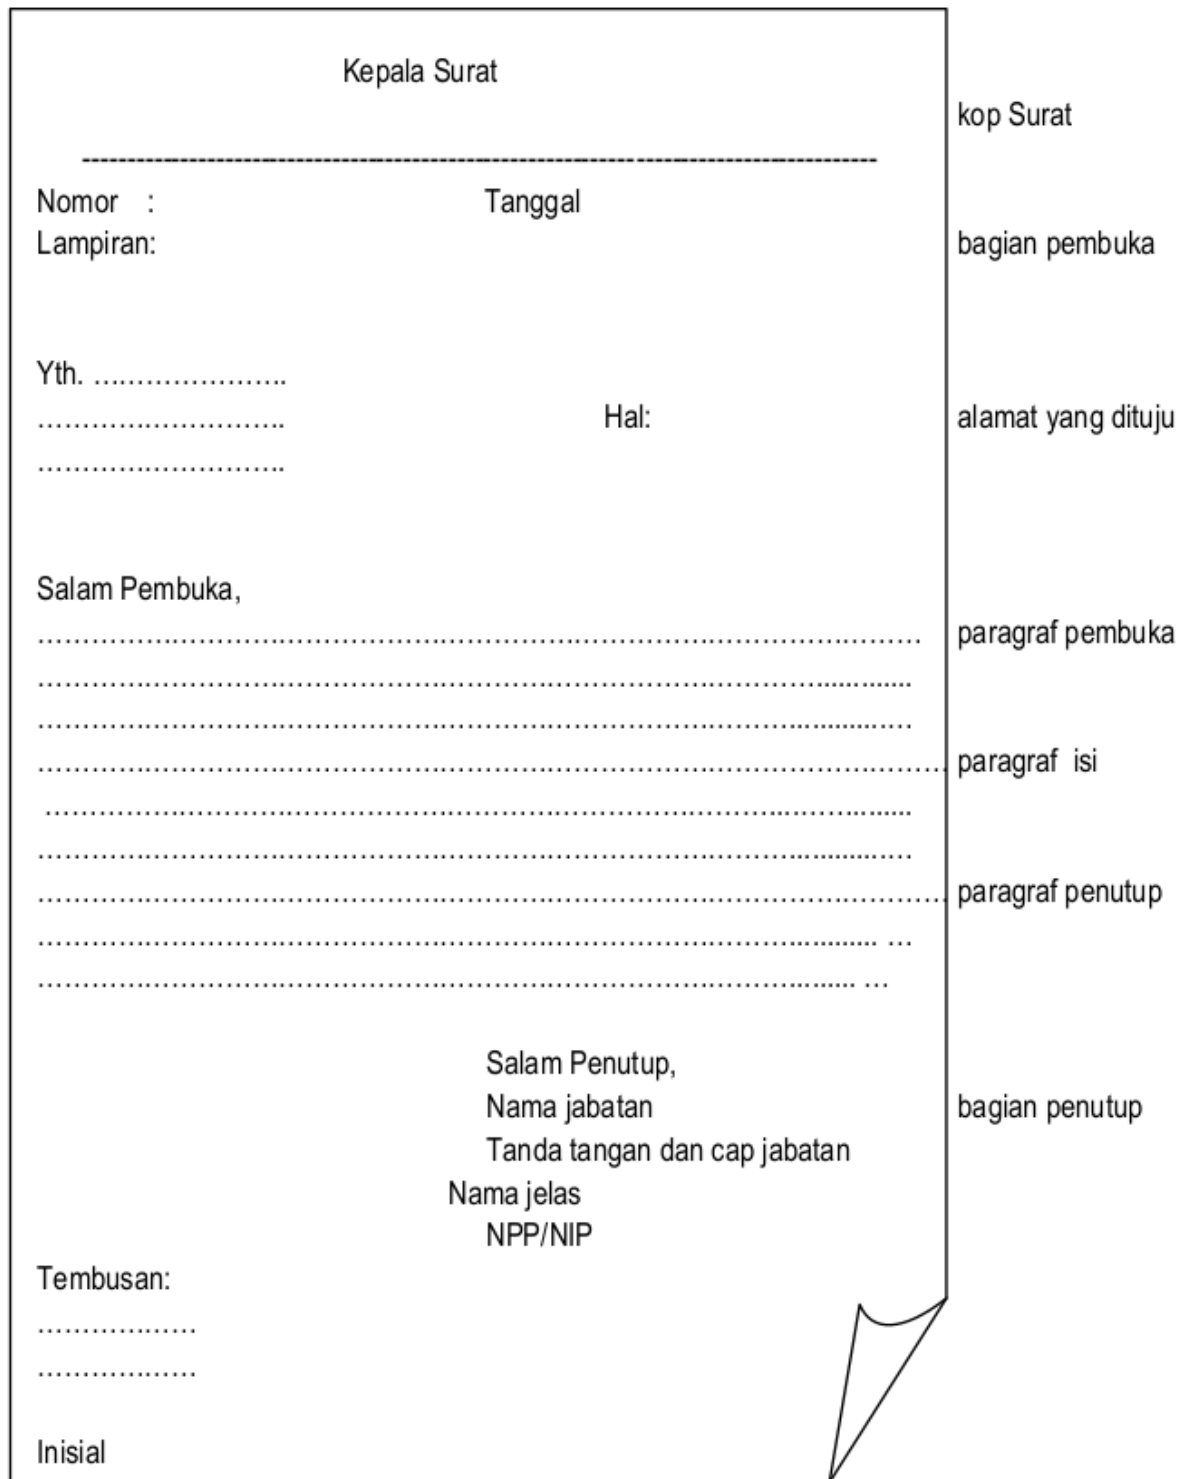 Kepala Surat
kop Surat
--------------------------------------------------------------------------------
Nomor : Tanggal
Lampiran: bagian pembuka
Yth. …………………..
……………………….. Hal: alamat yang dituju
………………………..
Salam Pembuka,
…………………………………………………………………………………… paragraf pembuka
……………………………………………………………………………............
………………………………………………………………………...........….
……………………………………………………………………………………. paragraf isi
………………………………………………………………………...……........
………………………………………………………………………...........….
……………………………………………………………………………………. paragraf penutup
………………………………………………………………………........... …
………………………………………………………………………......... …
Salam Penutup,
Nama jabatan bagian penutup
Tanda tangan dan cap jabatan
Nama jelas
NPP/NIP
Tembusan:
………………
………………
Inisial